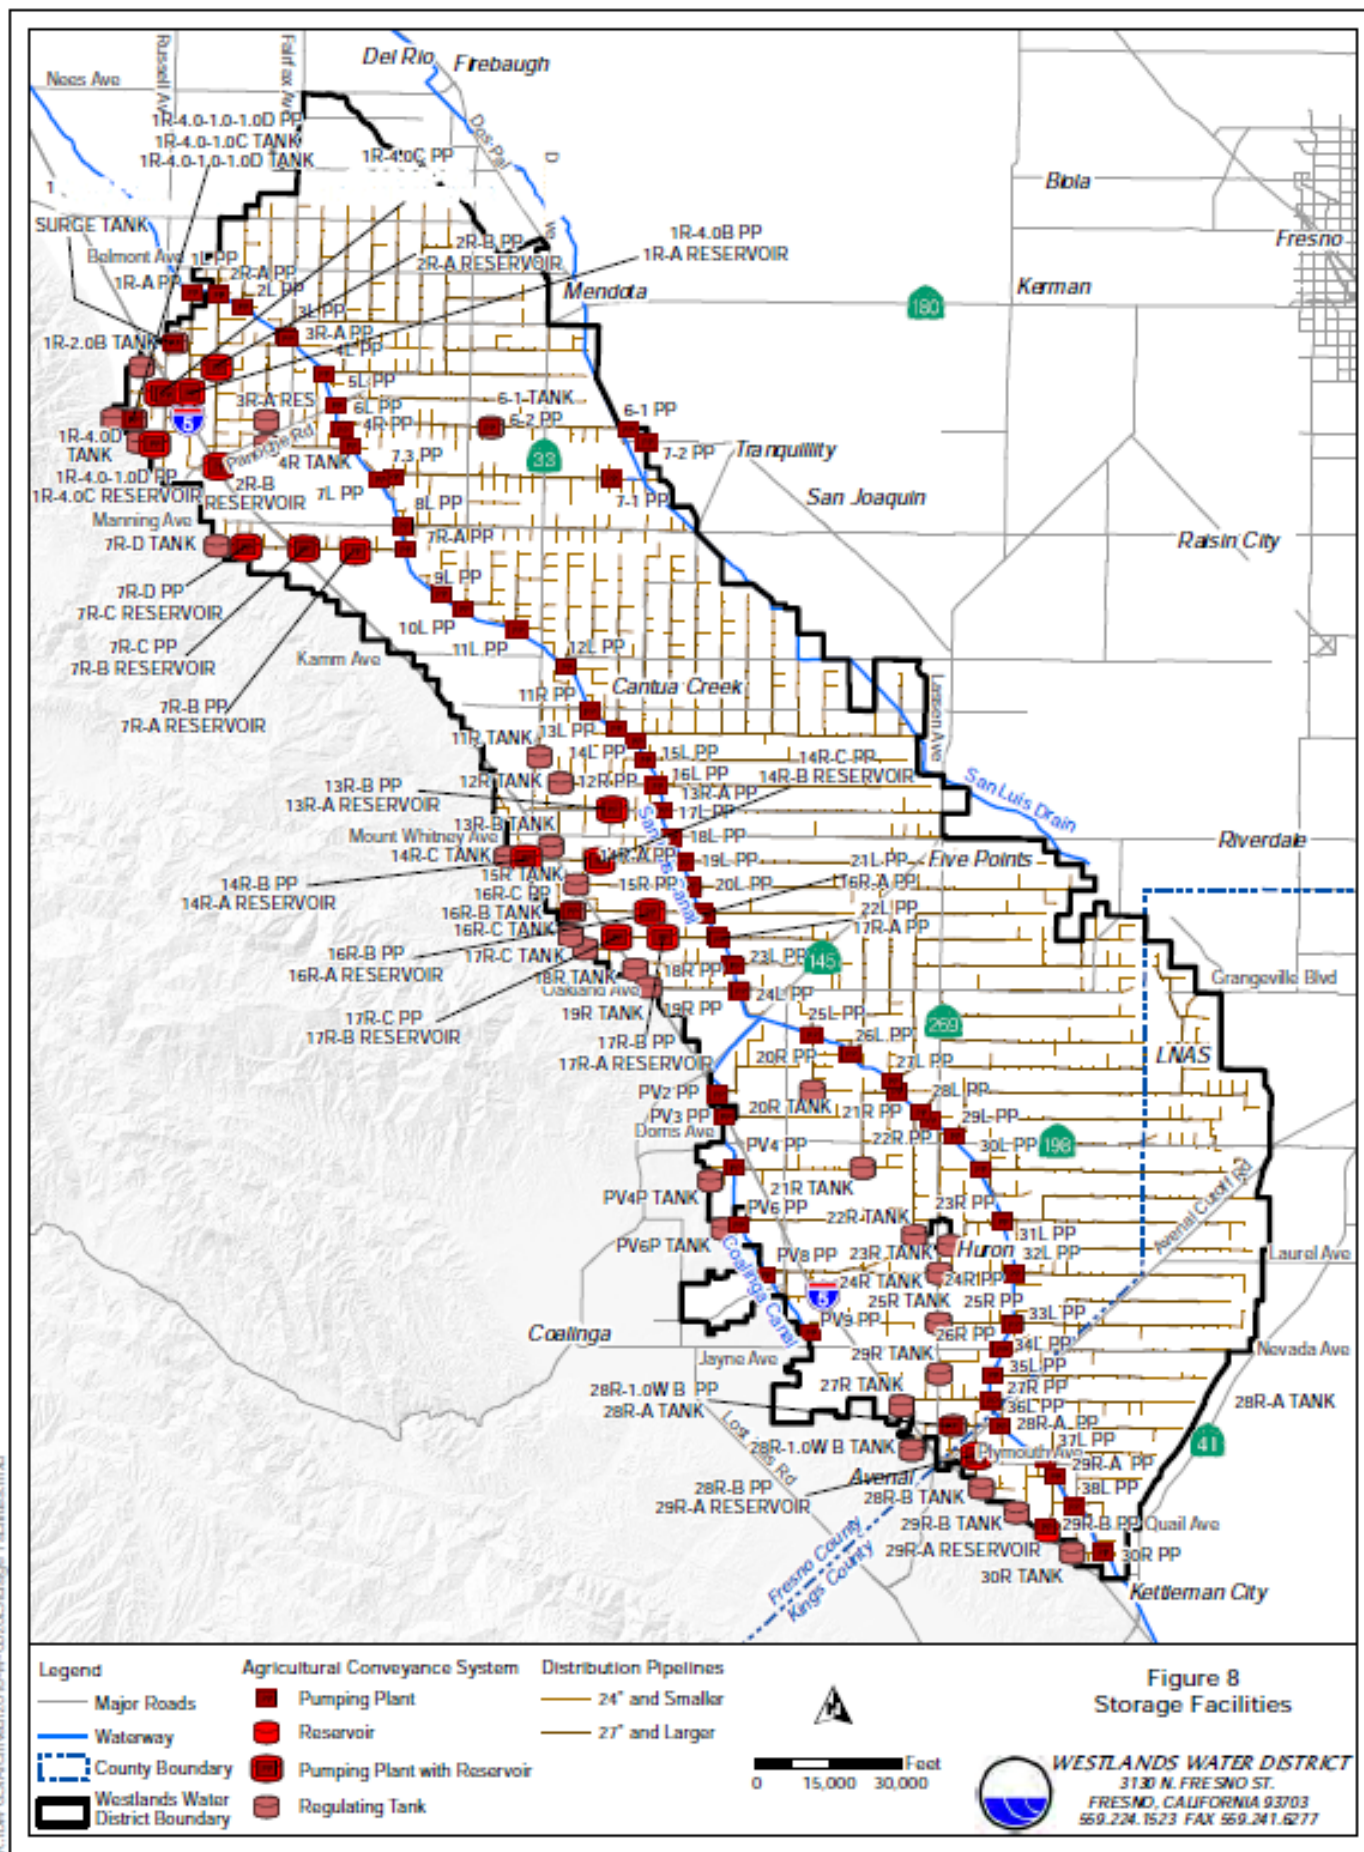 Del Rio
Firebaugh
Nees Ave
Russell Av
Fairfax Ave
Dos Pal
1R-4.0-1.0-1.0D PP
1R-4.0-1.0C TANK
1R-4.0-1.0-1.0D TANK
1R-4.0C PP
D
ve
1
SURGE TANK
Belmont Ave
1L PP
1R-A PP
2R-A PP
2L PP
2R-B PP
2R-A RESERVOIR
1R-4.0B PP
1R-A RESERVOIR
Biola
Fresno
Kerman
180
Mendota
3L PP
3R-A PP
4L PP
1R-2.0B TANK
5L PP
6L PP
4R PP
3R-A RES
6-1 TANK
6-2 PP
6-1 PP
7-2 PP
Tranquillity
5
Panoche Rd
33
1R-4.0D
TANK
4R TANK
7.3 PP
1R-4.0-1.0D PP
1R-4.0C RESERVOIR
2R-B
RESERVOIR
7L PP
7-1 PP
San Joaquin
Manning Ave
8L PP
7R-A PP
7R-D TANK
Raisin City
7R-D PP
7R-C RESERVOIR
9L PP
10L PP
7R-C PP
7R-B RESERVOIR
Kamm Ave
11L PP
12L PP
11R PP
Cantua Creek
Lassen Ave
7R-B PP
7R-A RESERVOIR
11R TANK
13L PP
14L PP
15L PP
14R-C PP
14R-B RESERVOIR
12R TANK
12R PP
16L PP
13R-A PP
San Luis Drain
13R-B PP
13R-A RESERVOIR
17L PP
13R-B TANK
Mount Whitney Ave
18L PP
Riverdale
14R-C TANK
14R-A PP
19L PP
21L PP
Five Points
15R TANK
15R PP
20L PP
16R-A PP
14R-B PP
14R-A RESERVOIR
16R-C PP
16R-B TANK
22L PP
17R-A PP
16R-C TANK
16R-B PP
16R-A RESERVOIR
17R-C TANK
18R TANK
18R PP
23L PP
145
Oakland Ave
24L PP
Grangeville Blvd
17R-C PP
17R-B RESERVOIR
19R TANK
19R PP
25L PP
26L PP
269
17R-B PP
17R-A RESERVOIR
20R PP
27L PP
LNAS
PV2 PP
20R TANK
28L PP
PV3 PP
21R PP
29L PP
Dorris Ave
22R PP
30L PP
198
PV4 PP
21R TANK
PV4P TANK
23R PP
Avenal Cutoff Rd
PV6 PP
22R TANK
31L PP
PV6P TANK
23R TANK
Huron
32L PP
Laurel Ave
Coalinga Canal
PV8 PP
24R TANK
24R PP
5
25R TANK
25R PP
33L PP
Coalinga
PV9 PP
26R PP
34L PP
Jayne Ave
29R TANK
35L PP
Nevada Ave
28R-1.0W B PP
28R-A TANK
27R TANK
27R PP
36L PP
28R-A TANK
28R-A PP
41
28R-1.0W B TANK
37L PP
Plymouth Ave
29R-A PP
Avenal
28R-B PP
29R-A RESERVOIR
28R-B TANK
38L PP
29R-B TANK
29R-B PP
Quail Ave
29R-A RESERVOIR
30R PP
30R TANK
Fresno County
Kings County
Kettleman City
Legend
Major Roads
Waterway
County Boundary
Westlands Water
District Boundary
Agricultural Conveyance System
Pumping Plant
Reservoir
Pumping Plant with Reservoir
Regulating Tank
Distribution Pipelines
24" and Smaller
27" and Larger
Feet
0 15,000 30,000
Figure 8
Storage Facilities
WESTLANDS WATER DISTRICT
3130 N. FRESNO ST.
FRESNO, CALIFORNIA 93703
559.224.1523 FAX 559.241.6277